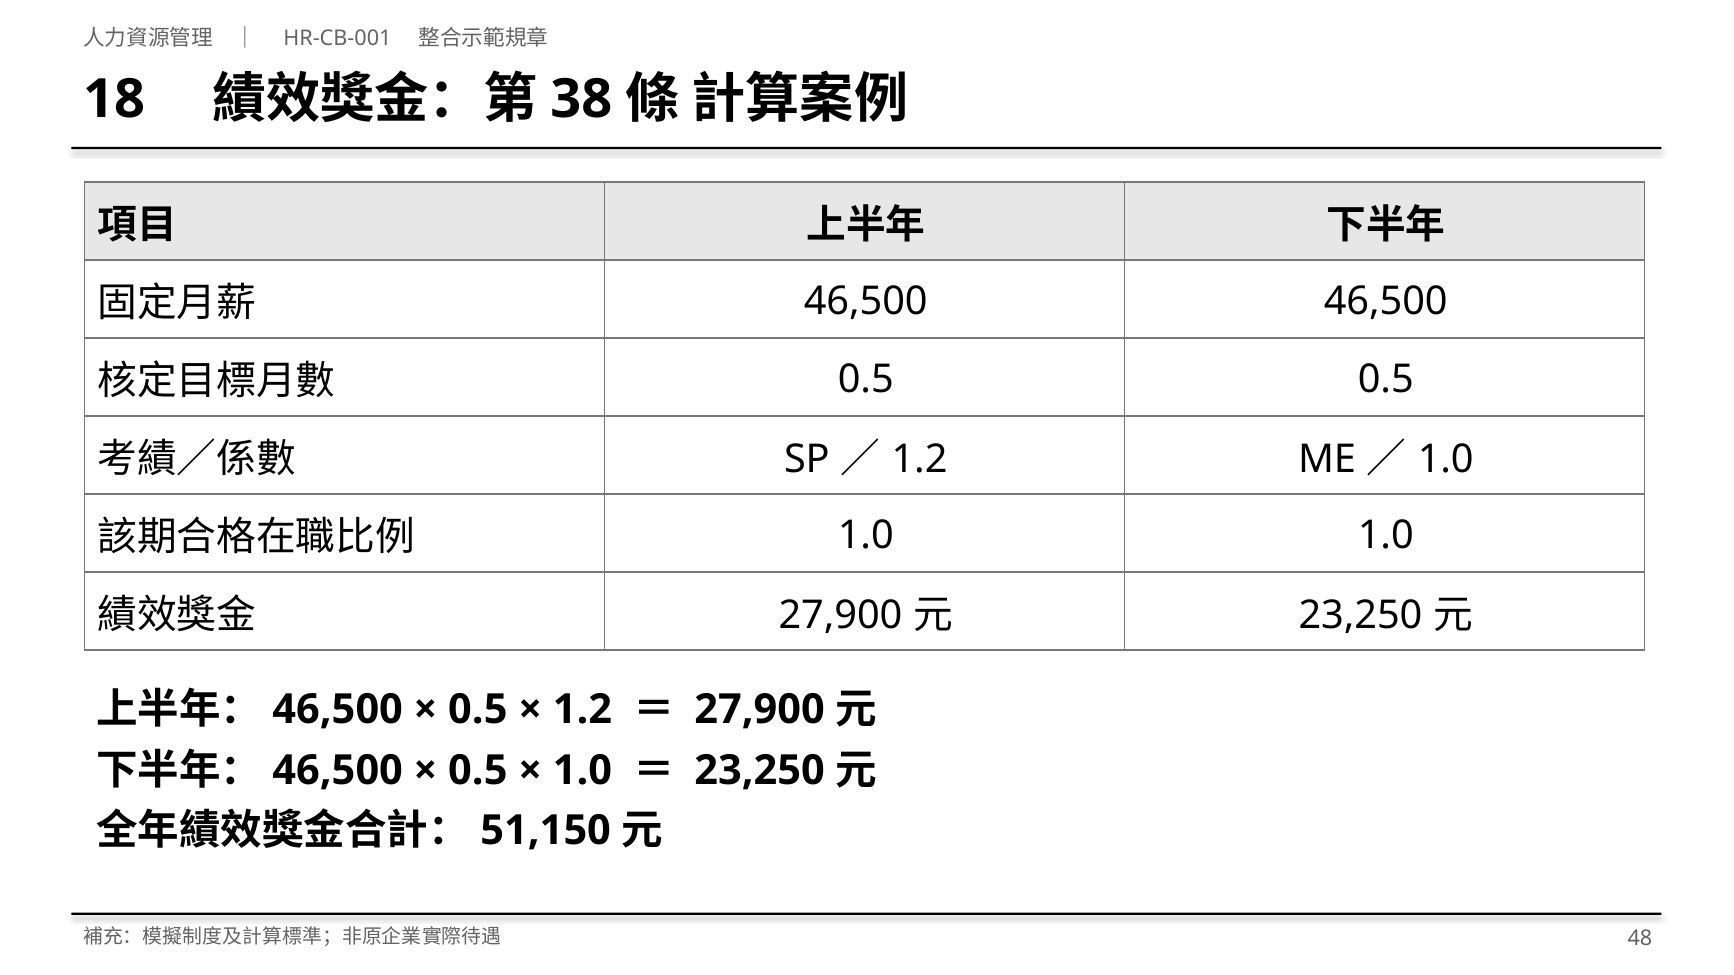 人力資源管理 ｜ HR-CB-001 整合示範規章
18 績效獎金：第 38 條 計算案例
項目 上半年 下半年
固定月薪 46,500 46,500
核定目標月數 0.5 0.5
考績／係數 SP ／ 1.2 ME ／ 1.0
該期合格在職比例 1.0 1.0
績效獎金 27,900 元 23,250 元
上半年： 46,500 × 0.5 × 1.2 ＝ 27,900 元
下半年： 46,500 × 0.5 × 1.0 ＝ 23,250 元
全年績效獎金合計： 51,150 元
補充：模擬制度及計算標準；非原企業實際待遇 48